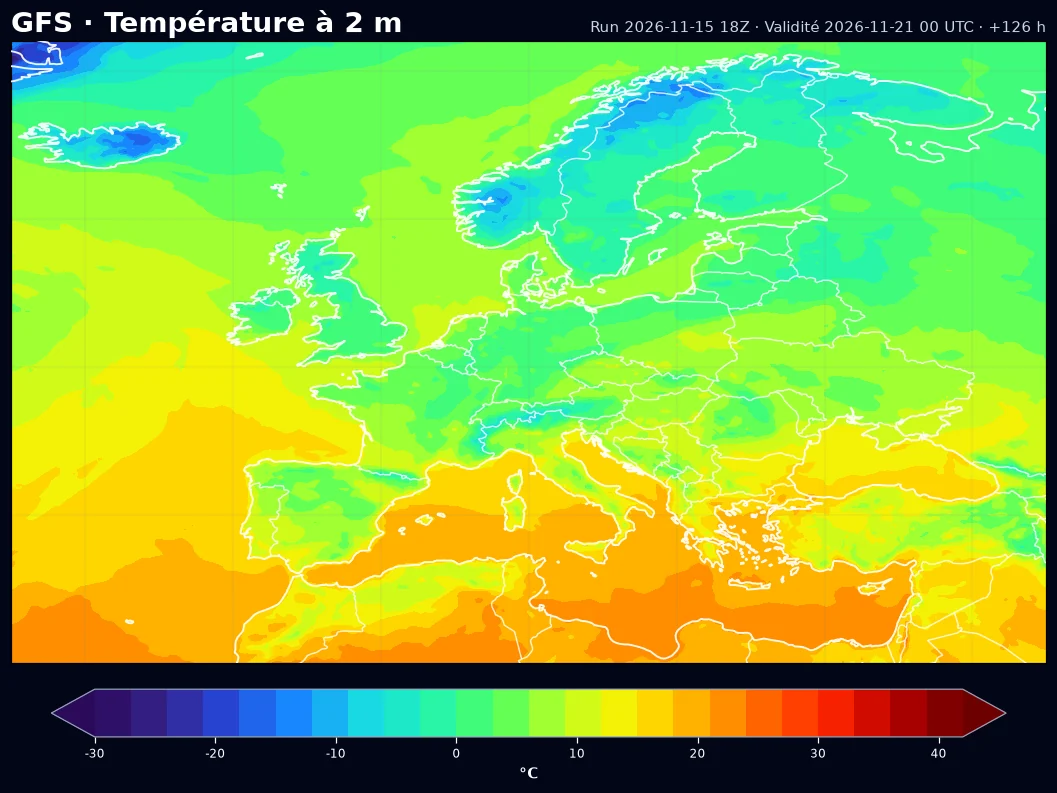 GFS · Température à 2 m
Run 2026-11-15 18Z · Validité 2026-11-21 00 UTC · +126 h
-30 -20 -10 0 10 20 30 40
°C